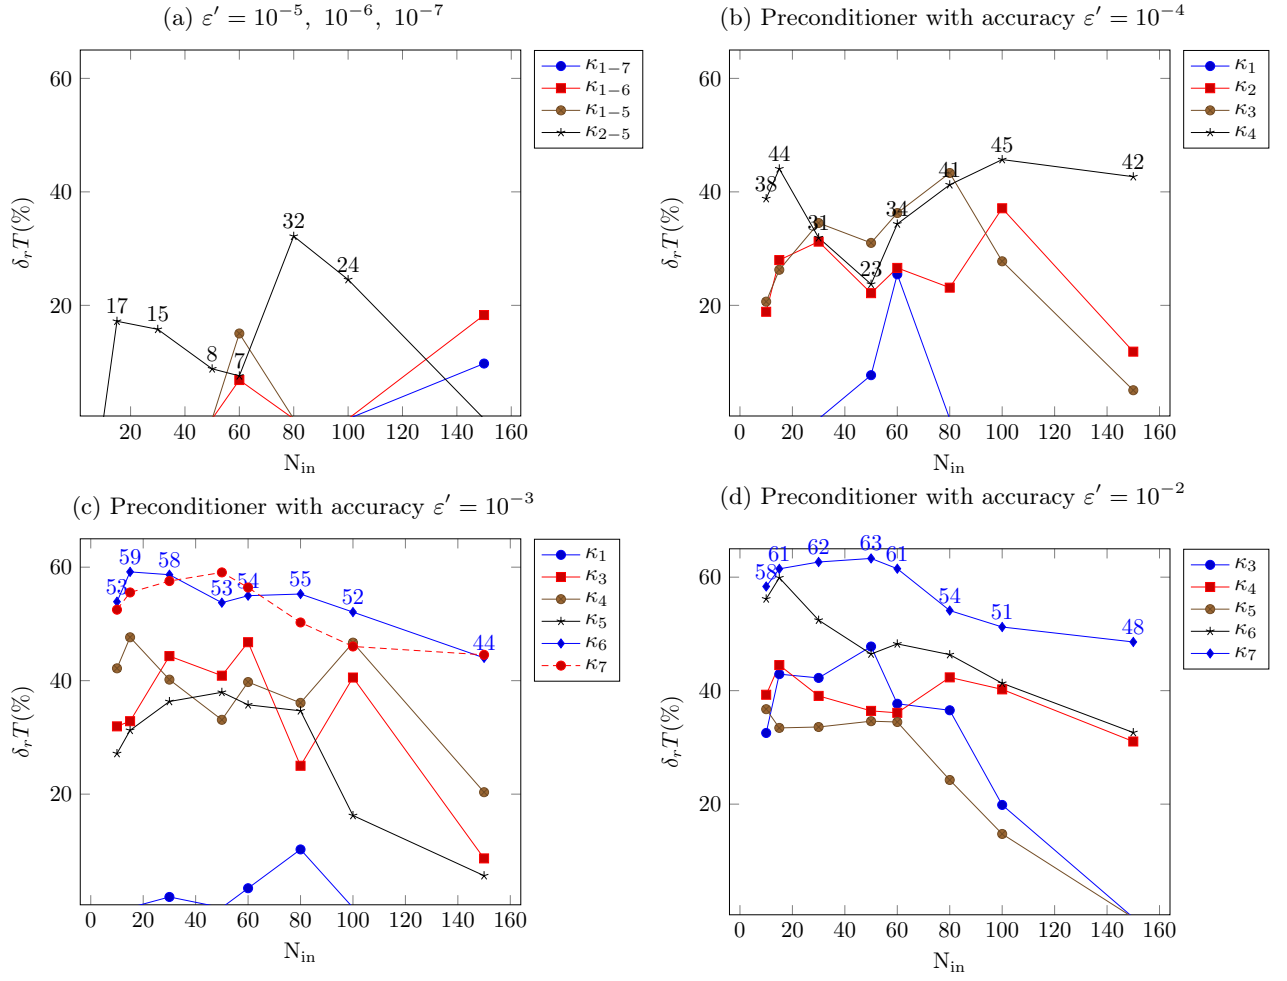 (a) ε′ = 10⁻⁵, 10⁻⁶, 10⁻⁷
60
40
20
δᵣT(%)
17
15
8
7
32
24
20 40 60 80 100 120 140 160
N_in
κ₁₋₇
κ₁₋₆
κ₁₋₅
κ₂₋₅
(b) Preconditioner with accuracy ε′ = 10⁻⁴
60
40
20
δᵣT(%)
38
44
31
23
34
41
45
42
0 20 40 60 80 100 120 140 160
N_in
κ₁
κ₂
κ₃
κ₄
(c) Preconditioner with accuracy ε′ = 10⁻³
60
40
20
δᵣT(%)
53
59
58
53
54
55
52
44
0 20 40 60 80 100 120 140 160
N_in
κ₁
κ₃
κ₄
κ₅
κ₆
κ₇
(d) Preconditioner with accuracy ε′ = 10⁻²
60
40
20
δᵣT(%)
58
61
62
63
61
54
51
48
0 20 40 60 80 100 120 140 160
N_in
κ₃
κ₄
κ₅
κ₆
κ₇